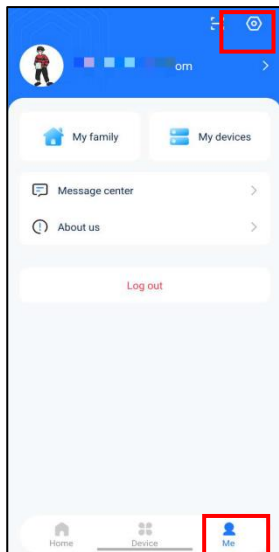 om
My family
My devices
Message center
About us
Log out
Home
Device
Me